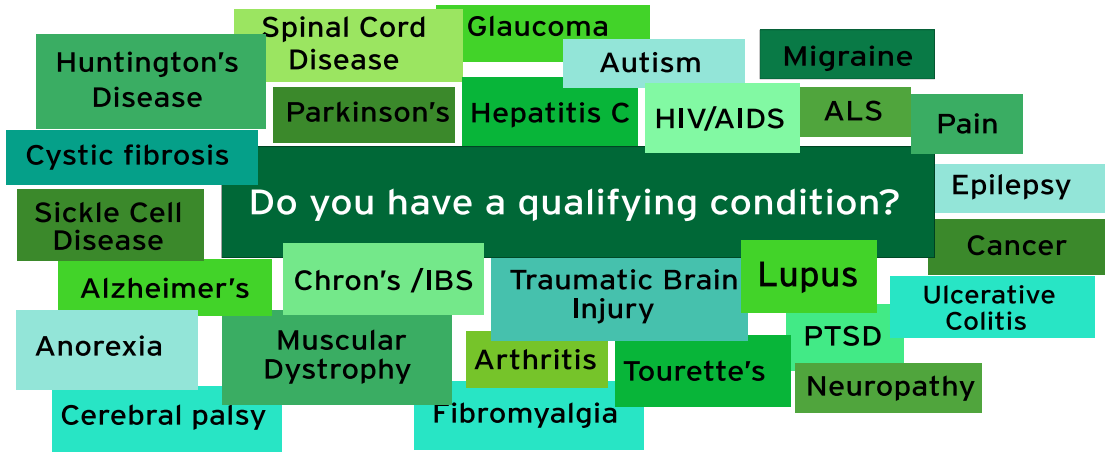 Spinal Cord
Disease
Glaucoma
Huntington's
Disease
Autism
Migraine
Parkinson's
Hepatitis C
HIV/AIDS
ALS
Pain
Cystic fibrosis
Do you have a qualifying condition?
Epilepsy
Sickle Cell
Disease
Cancer
Alzheimer's
Chron's /IBS
Traumatic Brain
Injury
Lupus
Ulcerative
Colitis
Anorexia
Muscular
Dystrophy
Arthritis
Tourette's
PTSD
Neuropathy
Cerebral palsy
Fibromyalgia